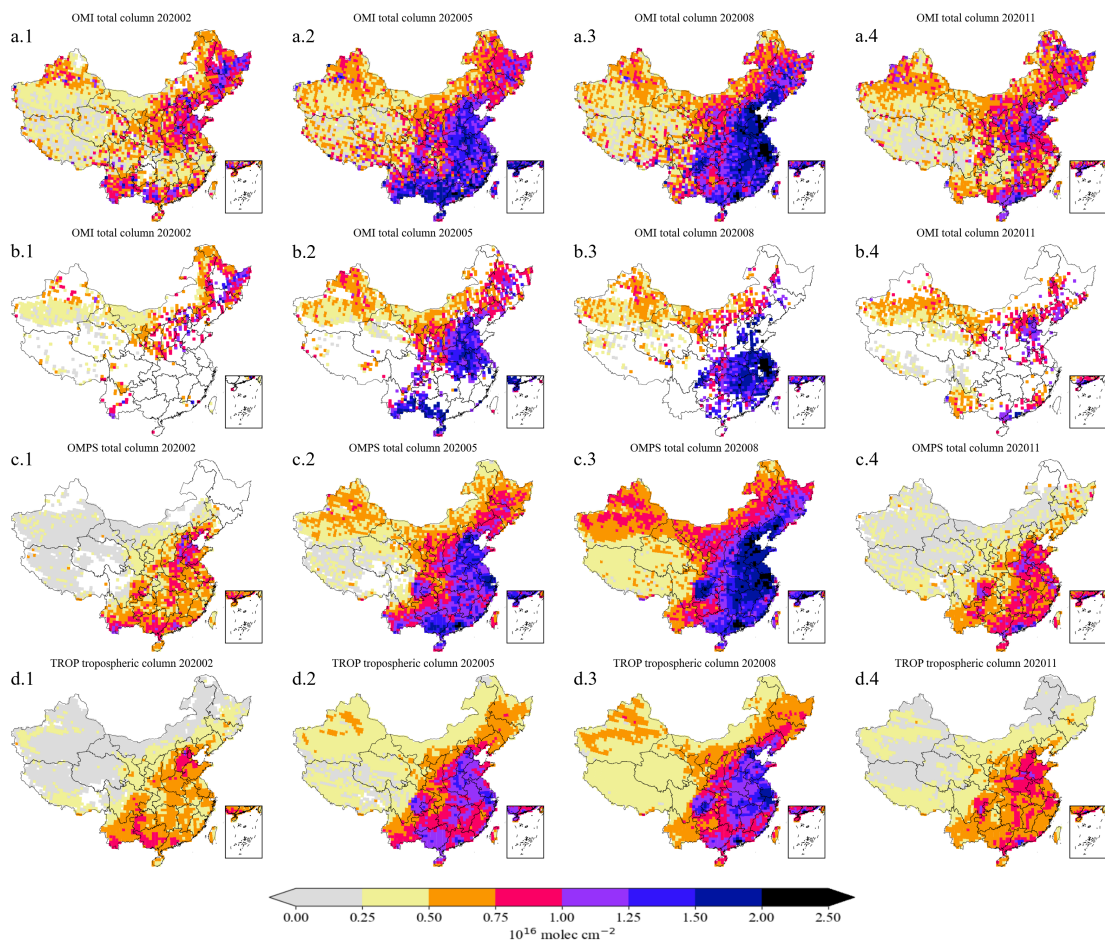 OMI total column 202002
OMI total column 202005
OMI total column 202008
OMI total column 202011
a.1
a.2
a.3
a.4
OMI total column 202002
OMI total column 202005
OMI total column 202008
OMI total column 202011
b.1
b.2
b.3
b.4
OMPS total column 202002
OMPS total column 202005
OMPS total column 202008
OMPS total column 202011
c.1
c.2
c.3
c.4
TROP tropospheric column 202002
TROP tropospheric column 202005
TROP tropospheric column 202008
TROP tropospheric column 202011
d.1
d.2
d.3
d.4
0.00 0.25 0.50 0.75 1.00 1.25 1.50 2.00 2.50
10¹⁶ molec cm⁻²